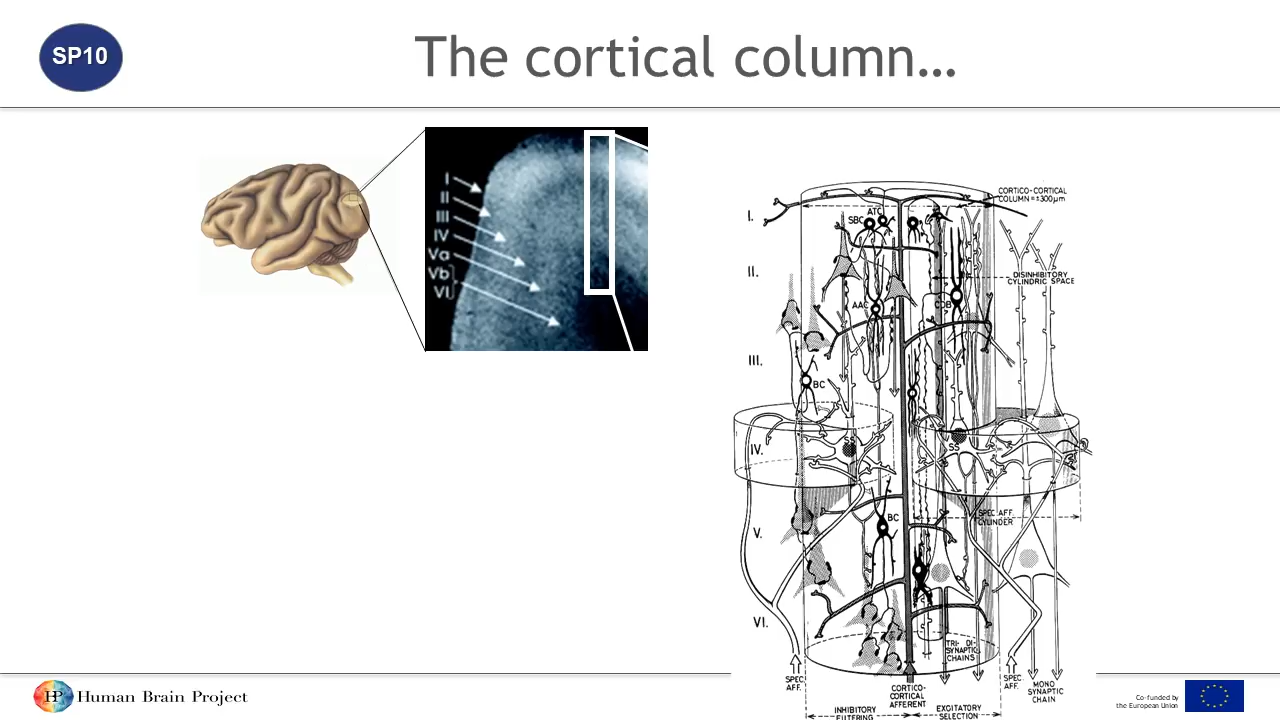 SP10
The cortical column…
I
II
III
IV
Va
Vb
VI
CORTICO-CORTICAL
COLUMN=±300µm
I.
ATC
SBC
II.
DISINHIBITORY
CYLINDRIC SPACE
AAC
CDB
III.
BC
IV.
SS
SS
BC
SPEC. AFF.
CYLINDER
V.
VI.
TRI- DI-
SYNAPTIC
CHAINS
SPEC.
AFF.
CORTICO-
CORTICAL
AFFERENT
SPEC.
AFF.
MONO
SYNAPTIC
CHAIN
INHIBITORY
FILTERING
EXCITATORY
SELECTION
HP Human Brain Project
Co-funded by
the European Union